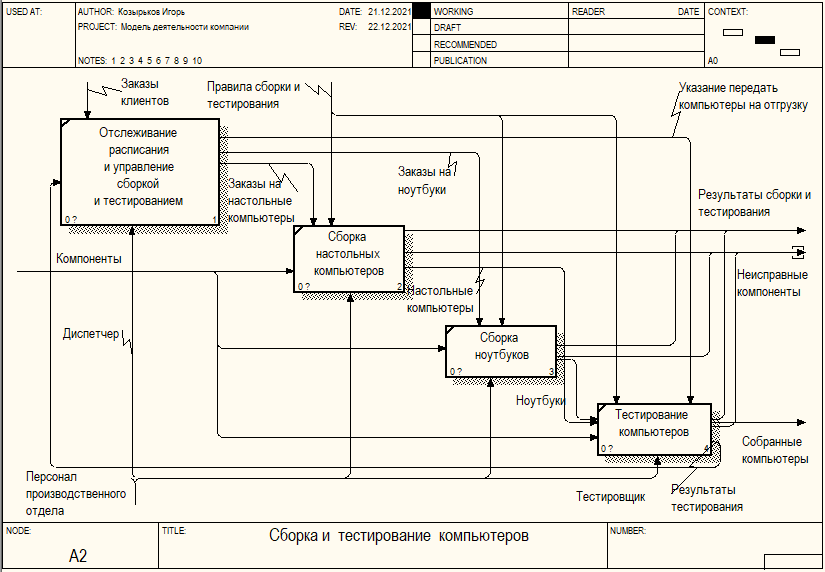 USED AT:
AUTHOR: Козырьков Игорь
DATE: 21.12.2021
PROJECT: Модель деятельности компании
REV: 22.12.2021
NOTES: 1 2 3 4 5 6 7 8 9 10
WORKING
DRAFT
RECOMMENDED
PUBLICATION
READER
DATE
CONTEXT:
A0
Заказы
клиентов
Правила сборки и
тестирования
Указание передать
компьютеры на отгрузку
Отслеживание
расписания
и управление
сборкой
и тестированием
0 ?
1
Заказы на
настольные
компьютеры
Заказы на
ноутбуки
Результаты сборки и
тестирования
Компоненты
Сборка
настольных
компьютеров
0 ?
2
Настольные
компьютеры
Неисправные
компоненты
Диспетчер
Сборка
ноутбуков
0 ?
3
Ноутбуки
Тестирование
компьютеров
0 ?
4
Собранные
компьютеры
Персонал
производственного
отдела
Тестировщик
Результаты
тестирования
NODE:
A2
TITLE:
Сборка и тестирование компьютеров
NUMBER: